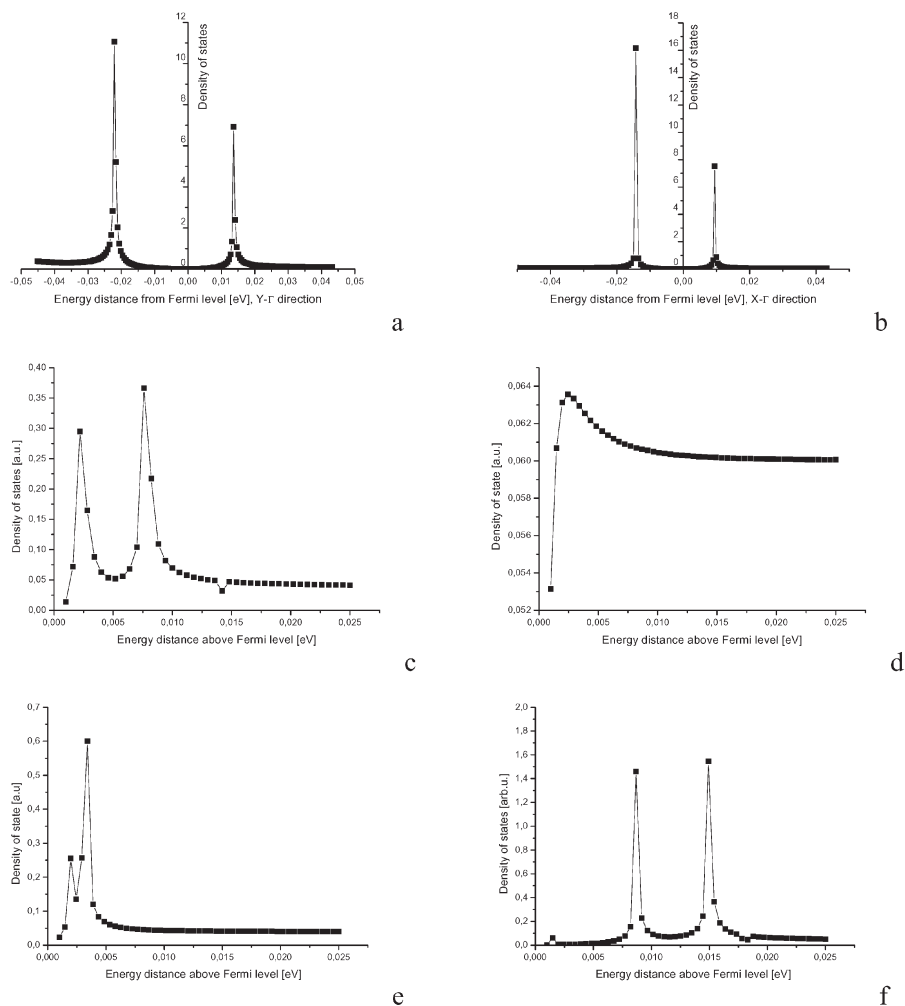 12
10
8
6
4
2
0
Density of states
-0,05 -0,04 -0,03 -0,02 -0,01 0,00 0,01 0,02 0,03 0,04 0,05
Energy distance from Fermi level [eV], Y-Γ direction
a
18
16
14
12
10
8
6
4
2
0
Density of states
-0,04 -0,02 0,00 0,02 0,04
Energy distance from Fermi level [eV], X-Γ direction
b
0,40
0,35
0,30
0,25
0,20
0,15
0,10
0,05
0,00
Density of states [a.u.]
0,000 0,005 0,010 0,015 0,020 0,025
Energy distance above Fermi level [eV]
c
0,064
0,062
0,060
0,058
0,056
0,054
0,052
Density of state [a.u.]
0,000 0,005 0,010 0,015 0,020 0,025
Energy distance above Fermi level [eV]
d
0,7
0,6
0,5
0,4
0,3
0,2
0,1
0,0
Density of state [a.u]
0,000 0,005 0,010 0,015 0,020 0,025
Energy distance above Fermi level [eV]
e
2,0
1,8
1,6
1,4
1,2
1,0
0,8
0,6
0,4
0,2
0,0
Density of states [arb.u.]
0,000 0,005 0,010 0,015 0,020 0,025
Energy distance above Fermi level [eV]
f